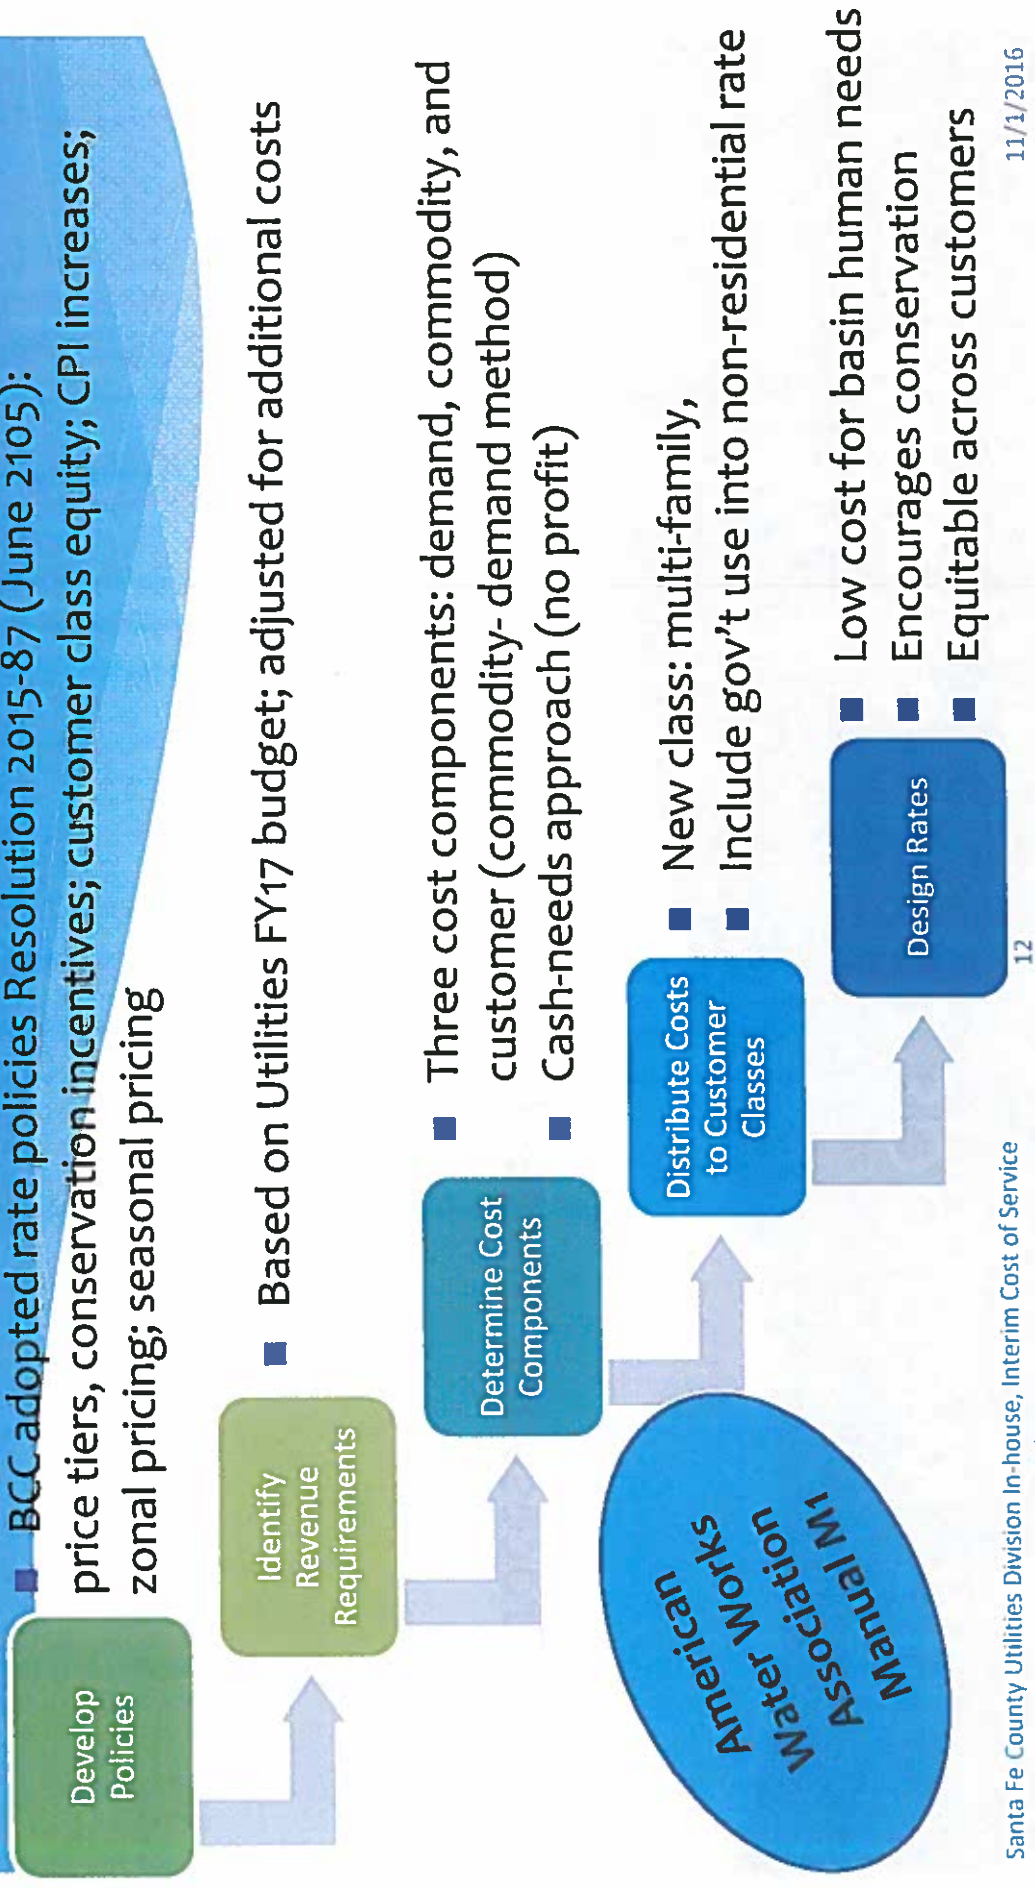 BCC adopted rate policies Resolution 2015-87 (June 2105):
price tiers, conservation incentives; customer class equity; CPI increases;
zonal pricing; seasonal pricing
Develop
Policies
Based on Utilities FY17 budget; adjusted for additional costs
Identify
Revenue
Requirements
Three cost components: demand, commodity, and
customer (commodity- demand method)
Cash-needs approach (no profit)
Determine Cost
Components
New class: multi-family,
Include gov't use into non-residential rate
Distribute Costs
to Customer
Classes
Low cost for basin human needs
Encourages conservation
Equitable across customers
Design Rates
American
Water Works
Association
Manual M1
Santa Fe County Utilities Division In-house, Interim Cost of Service
12
11/1/2016